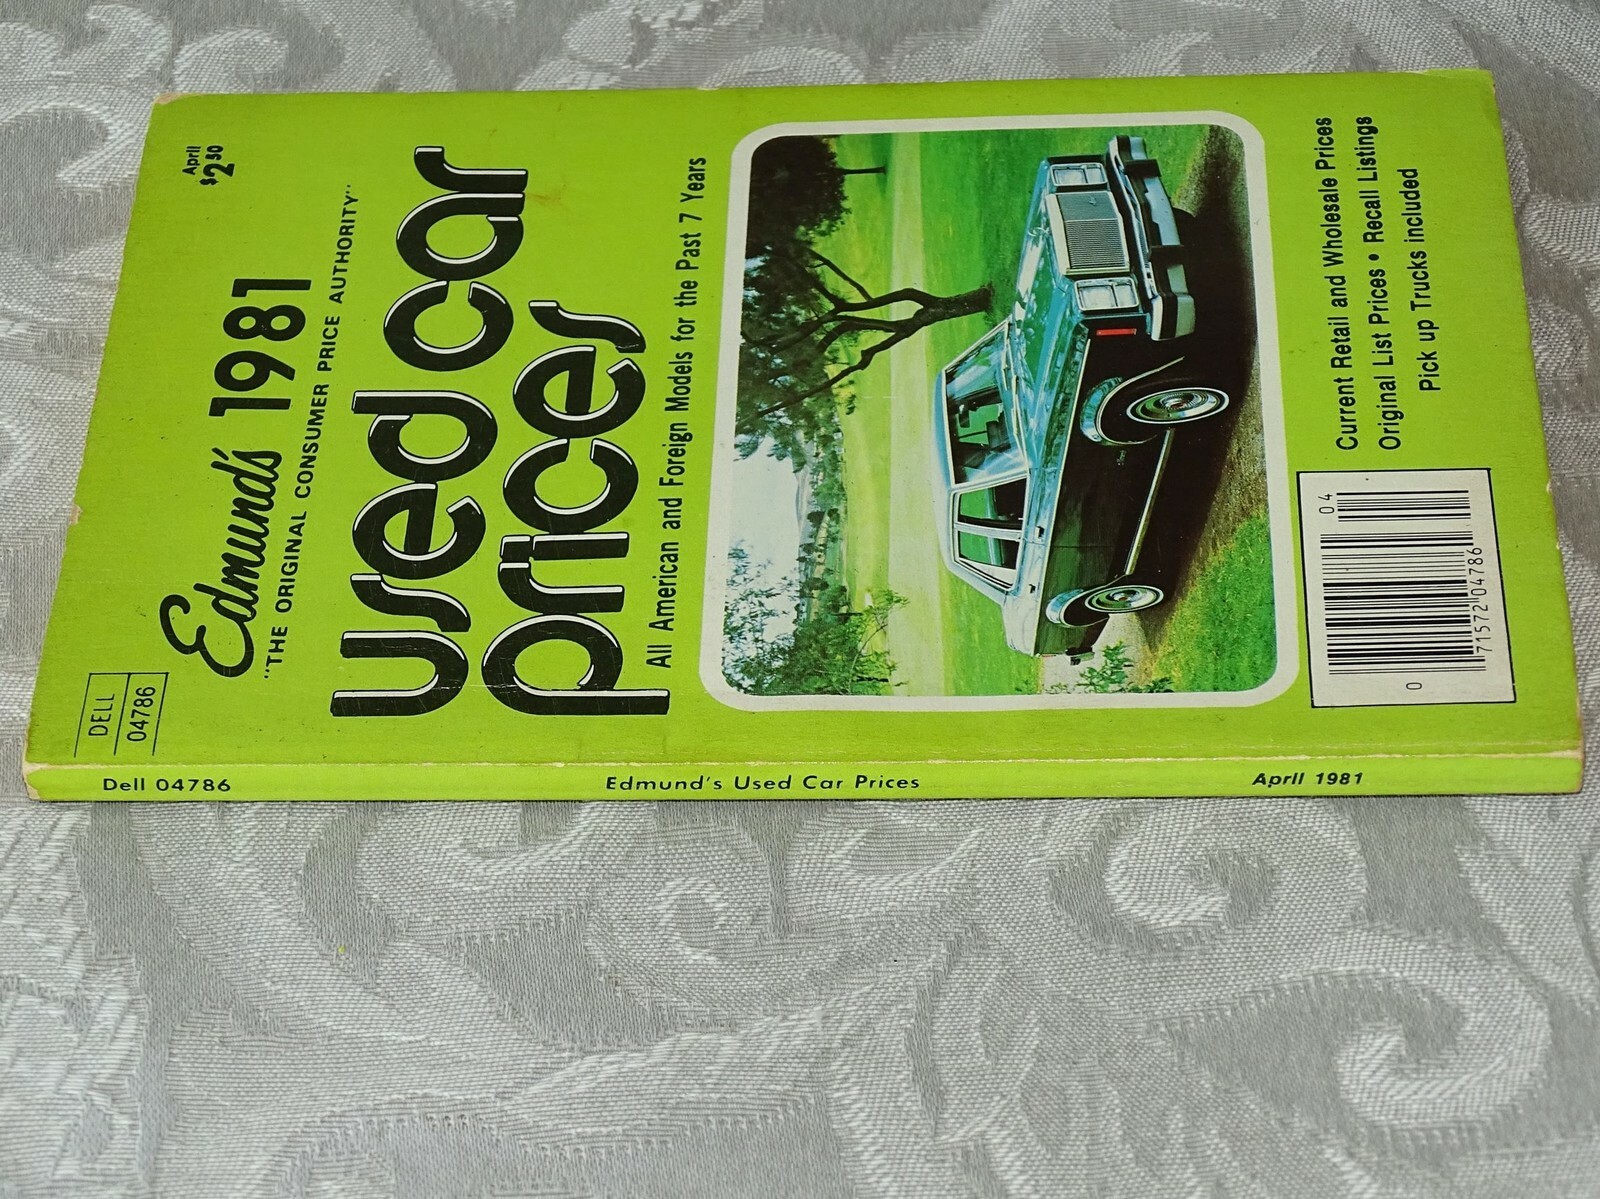 DELL
04786
April
$2.50
Edmund's 1981
"THE ORIGINAL CONSUMER PRICE AUTHORITY"
used car
prices
All American and Foreign Models for the Past 7 Years
Current Retail and Wholesale Prices
Original List Prices • Recall Listings
Pick up Trucks included
04
0
71572 04786
Dell 04786 Edmund's Used Car Prices April 1981